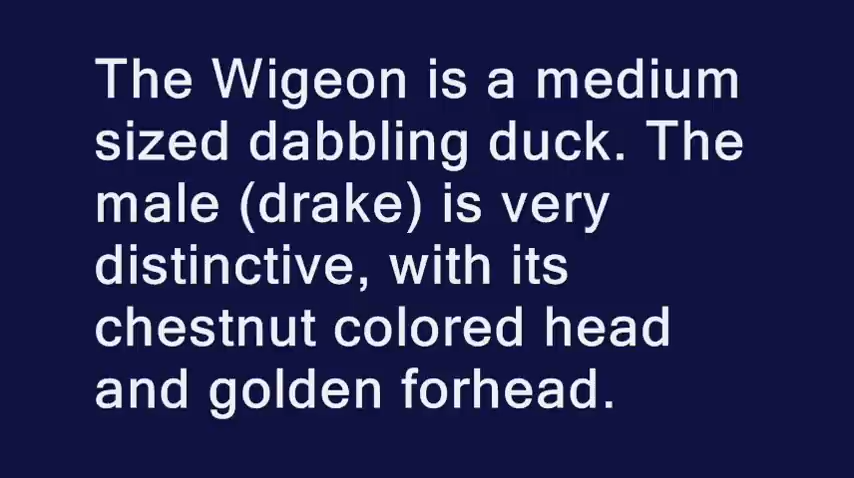 The Wigeon is a medium
sized dabbling duck. The
male (drake) is very
distinctive, with its
chestnut colored head
and golden forhead.